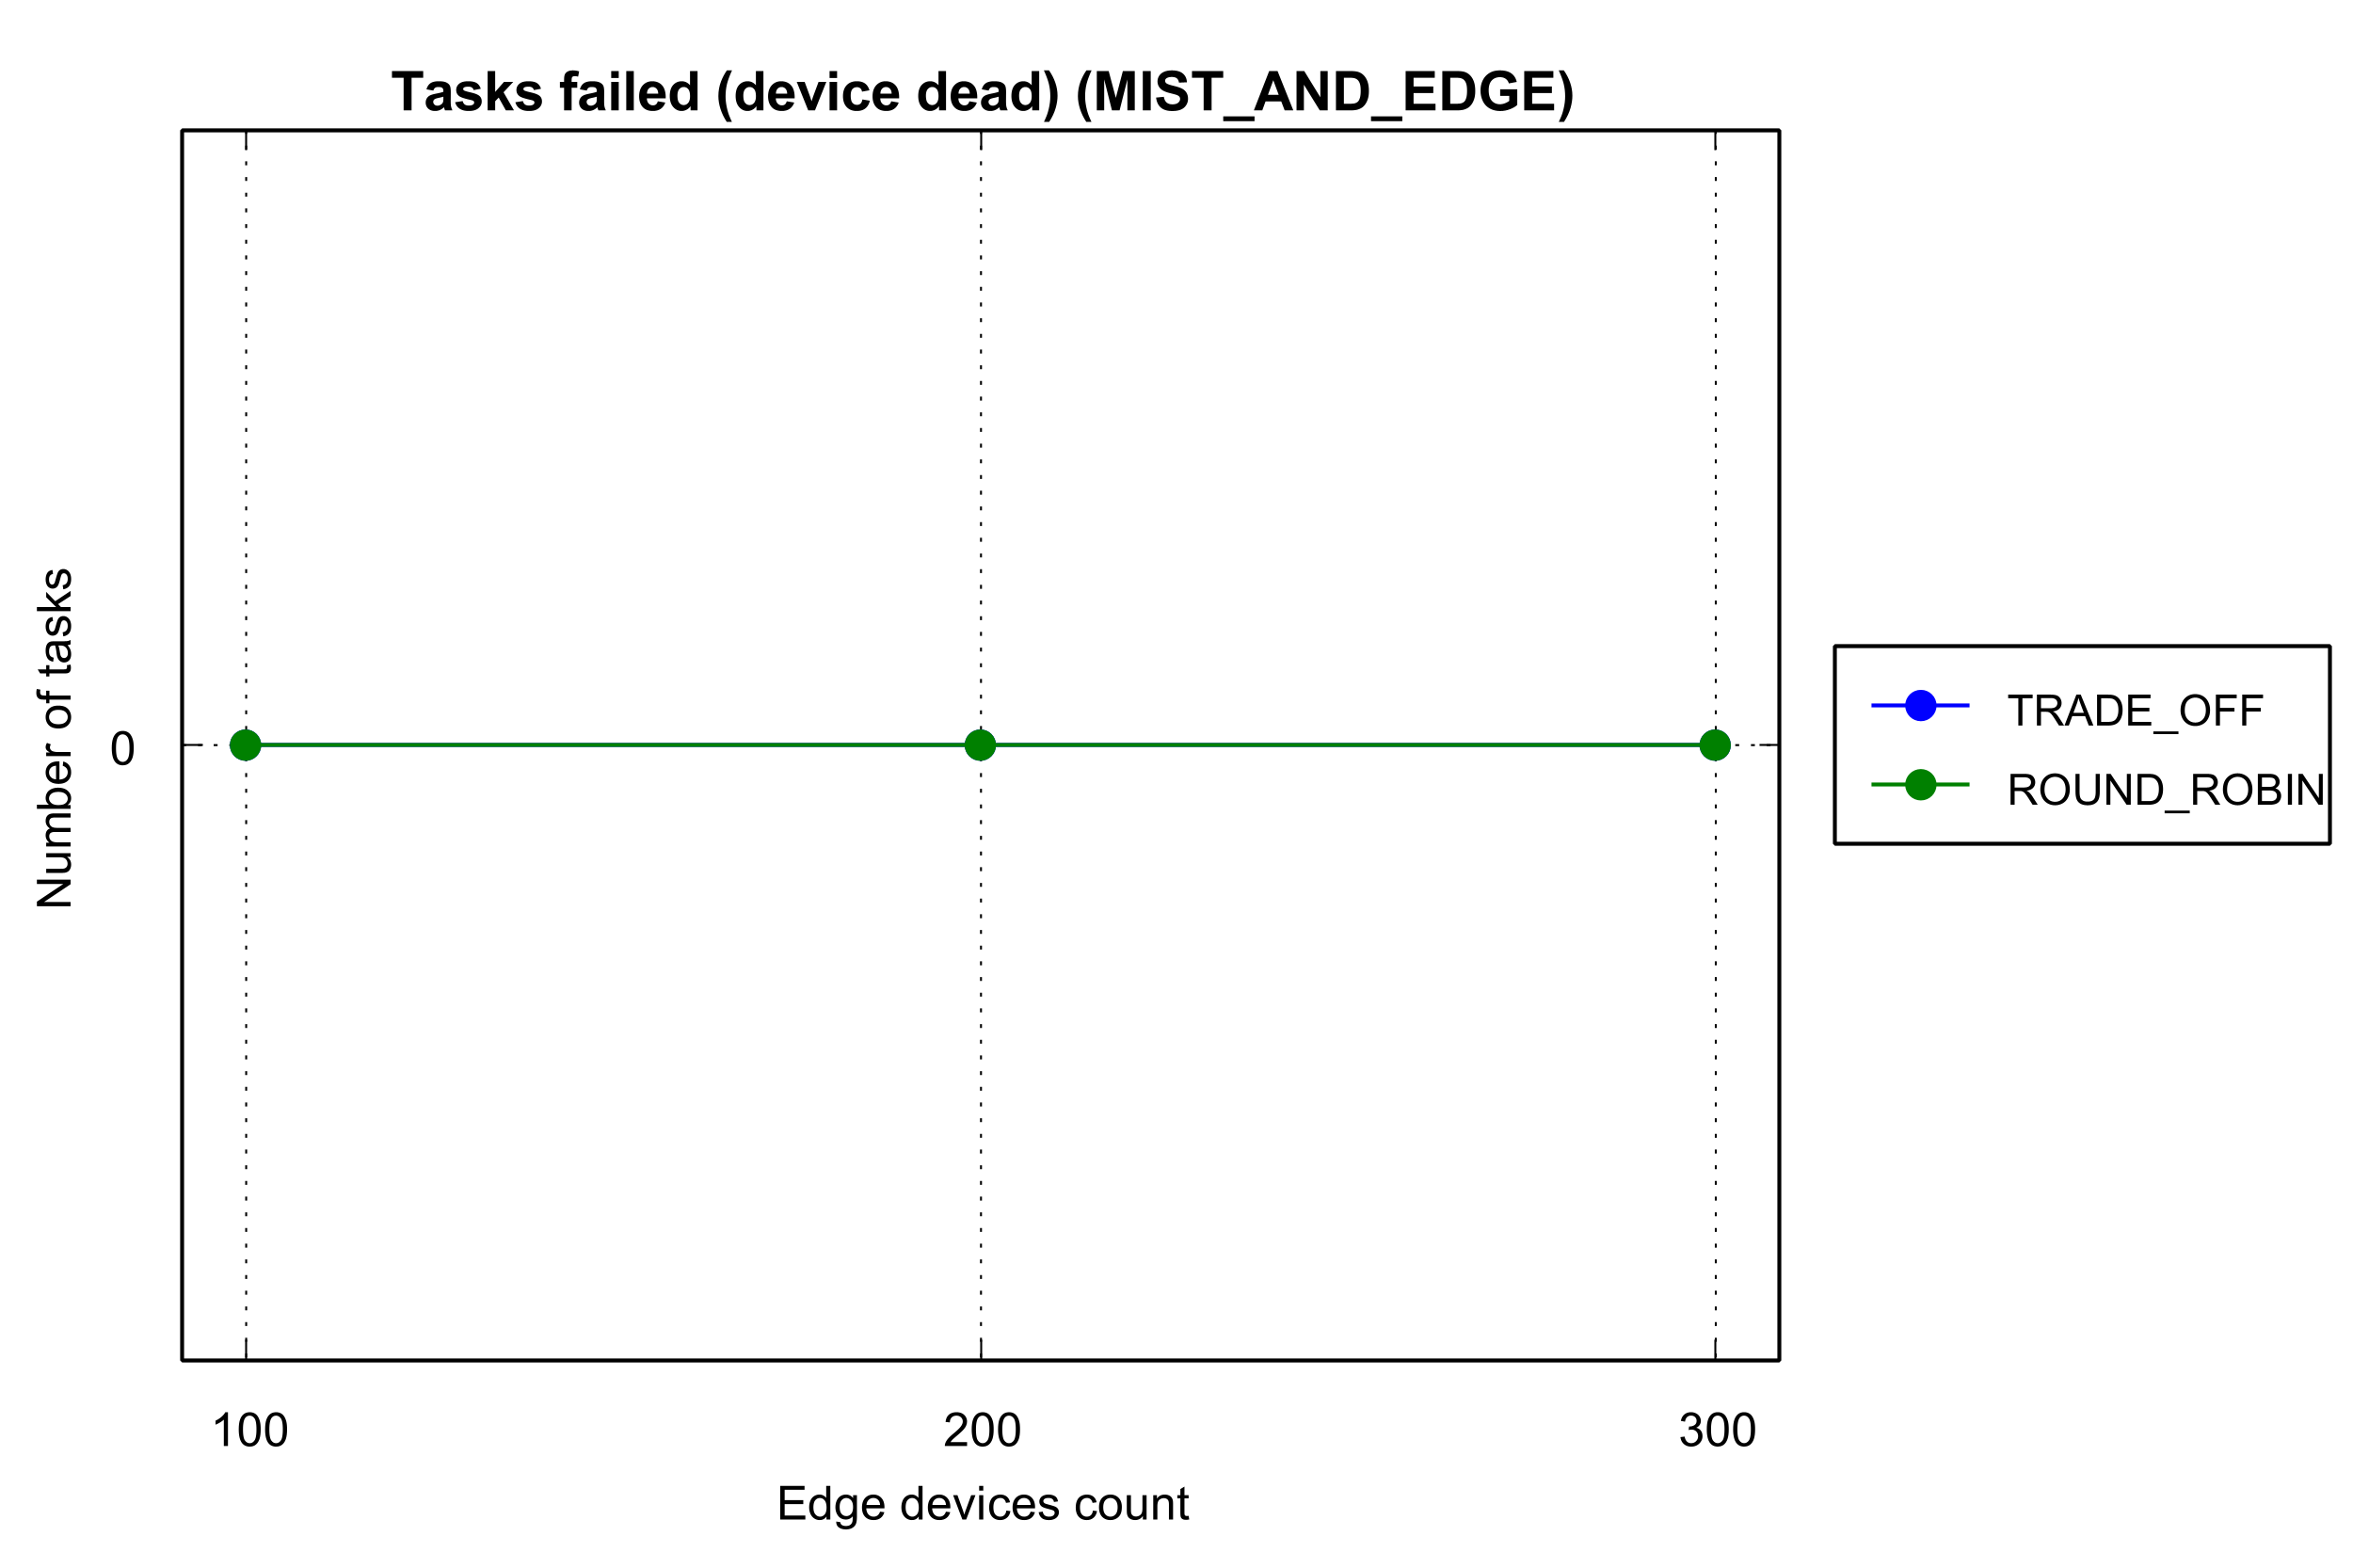 Tasks failed (device dead) (MIST_AND_EDGE)
Number of tasks
0
TRADE_OFF
ROUND_ROBIN
100 200 300
Edge devices count